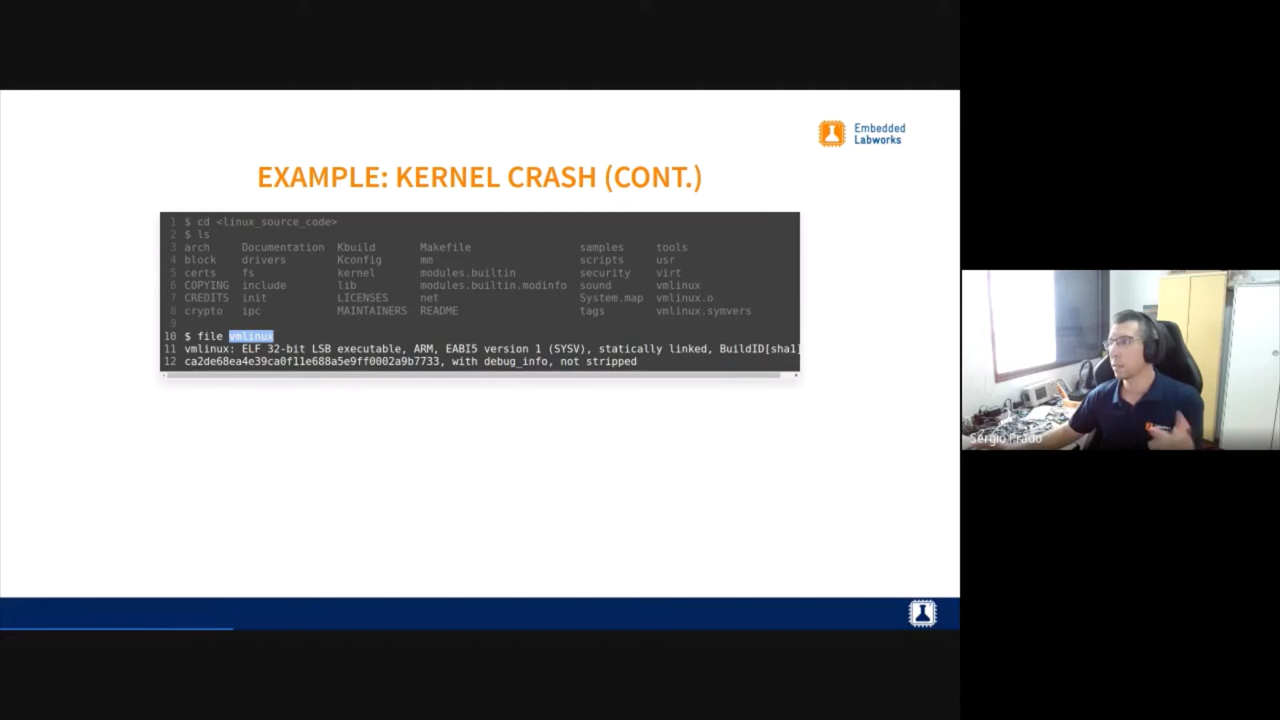 Embedded
Labworks
EXAMPLE: KERNEL CRASH (CONT.)
1 $ cd <linux_source_code>
2 $ ls
3 arch Documentation Kbuild Makefile samples tools
4 block drivers Kconfig mm scripts usr
5 certs fs kernel modules.builtin security virt
6 COPYING include lib modules.builtin.modinfo sound vmlinux
7 CREDITS init LICENSES net System.map vmlinux.o
8 crypto ipc MAINTAINERS README tags vmlinux.symvers
9
10 $ file vmlinux
11 vmlinux: ELF 32-bit LSB executable, ARM, EABI5 version 1 (SYSV), statically linked, BuildID[sha1]
12 ca2de68ea4e39ca0f11e688a5e9ff0002a9b7733, with debug_info, not stripped
Sergio Prado